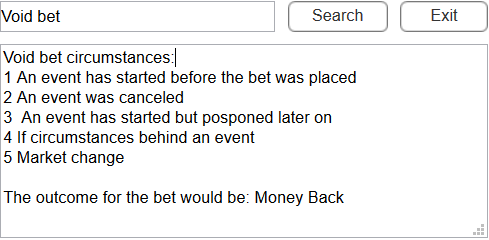 Void bet
Search
Exit
Void bet circumstances:
1 An event has started before the bet was placed
2 An event was canceled
3  An event has started but posponed later on
4 If circumstances behind an event
5 Market change
The outcome for the bet would be: Money Back